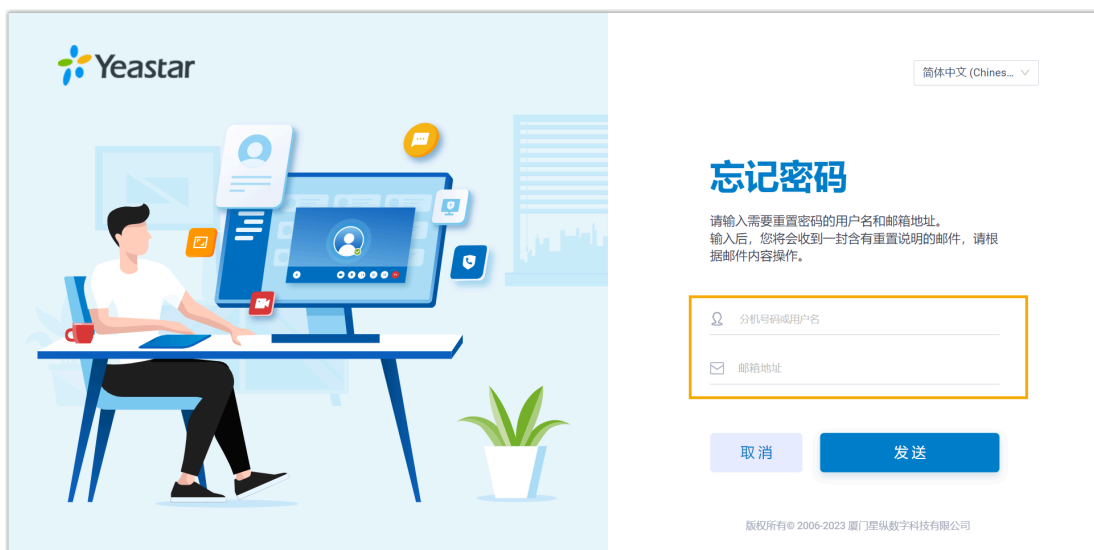 Yeastar
简体中文 (Chines...
忘记密码
请输入需要重置密码的用户名和邮箱地址。
输入后，您将会收到一封含有重置说明的邮件，请根
据邮件内容操作。
分机号码或用户名
邮箱地址
取消
发送
版权所有© 2006-2023 厦门星纵数字科技有限公司